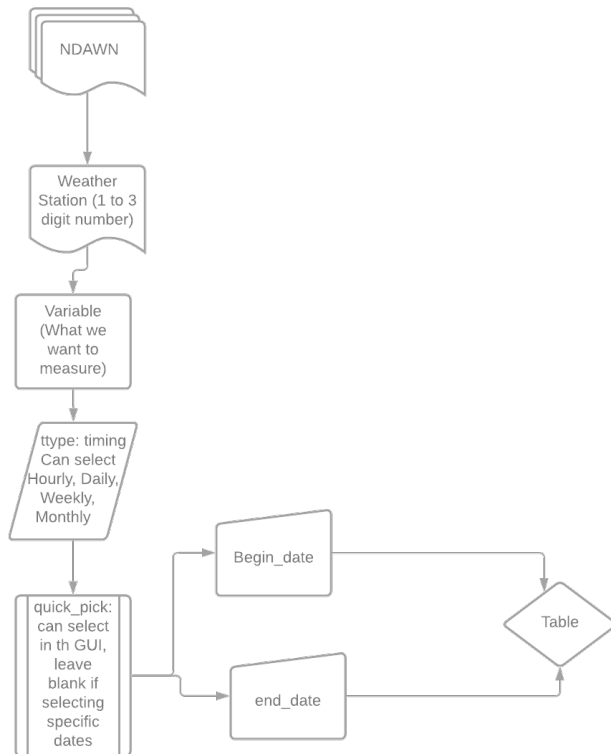 NDAWN
Weather
Station (1 to 3
digit number)
Variable
(What we
want to
measure)
ttype: timing
Can select
Hourly, Daily,
Weekly,
Monthly
quick_pick:
can select
in th GUI,
leave
blank if
selecting
specific
dates
Begin_date
end_date
Table